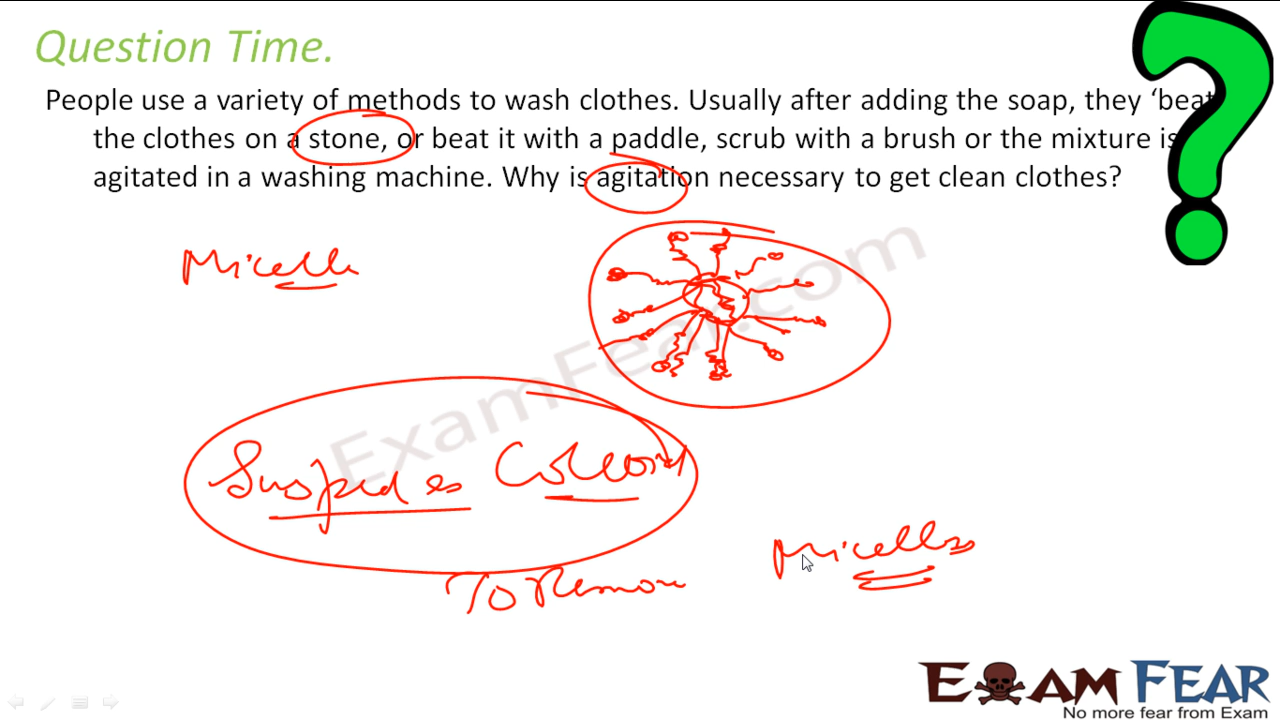 Question Time.
People use a variety of methods to wash clothes. Usually after adding the soap, they ‘beat
the clothes on a stone, or beat it with a paddle, scrub with a brush or the mixture is
agitated in a washing machine. Why is agitation necessary to get clean clothes?
Micelle
ExamFear.com
To Remove
Micelles
EXAM FEAR
No more fear from Exam